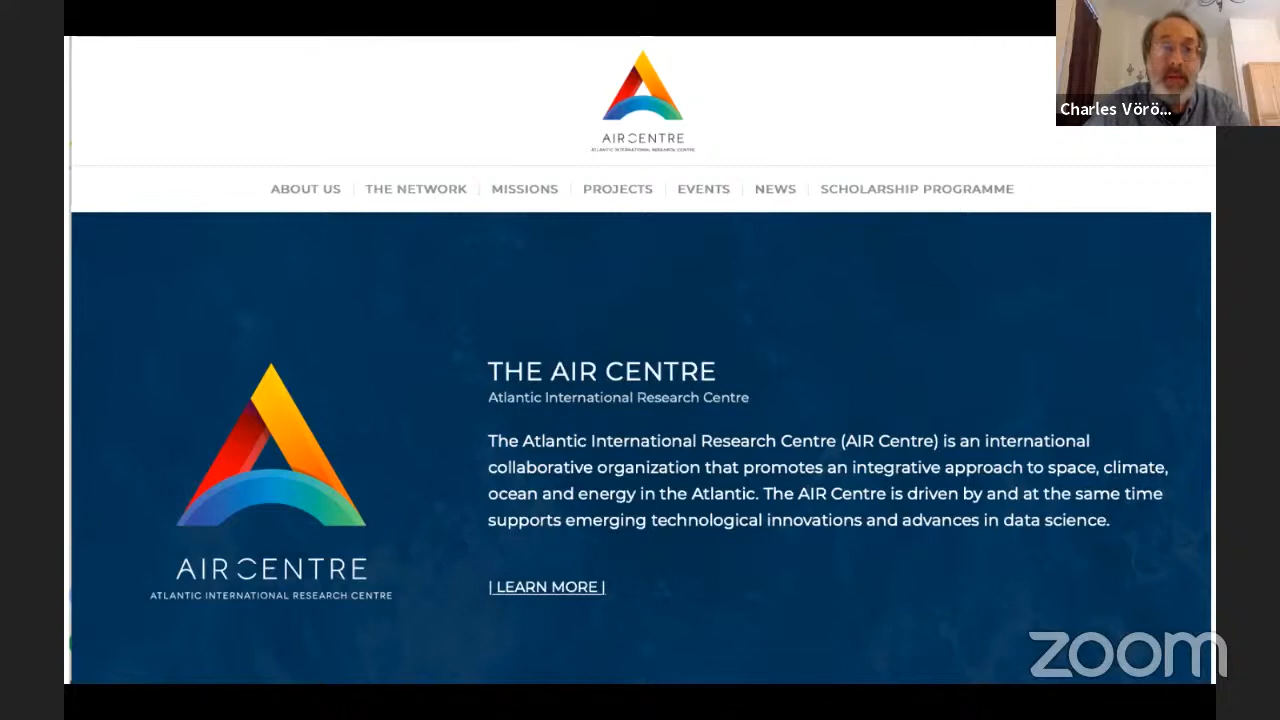 AIRCENTRE
ATLANTIC INTERNATIONAL RESEARCH CENTRE
Charles Vörö...
ABOUT US
THE NETWORK
MISSIONS
PROJECTS
EVENTS
NEWS
SCHOLARSHIP PROGRAMME
THE AIR CENTRE
Atlantic International Research Centre
The Atlantic International Research Centre (AIR Centre) is an international
collaborative organization that promotes an integrative approach to space, climate,
ocean and energy in the Atlantic. The AIR Centre is driven by and at the same time
supports emerging technological innovations and advances in data science.
| LEARN MORE |
AIRCENTRE
ATLANTIC INTERNATIONAL RESEARCH CENTRE
zoom